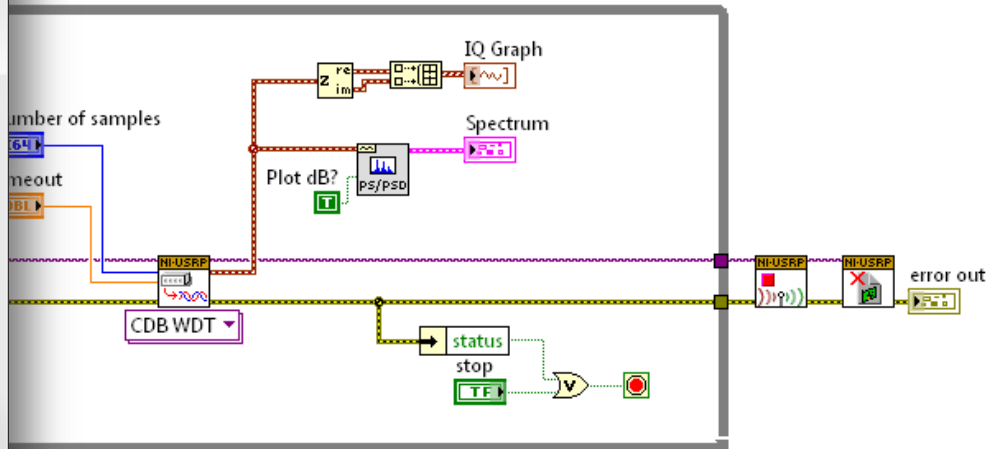 IQ Graph
re
z
im
umber of samples
Spectrum
I64
Plot dB?
PS/PSD
meout
T
DBL
NI-USRP
NI-USRP
NI-USRP
error out
CDB WDT
status
stop
TF
V